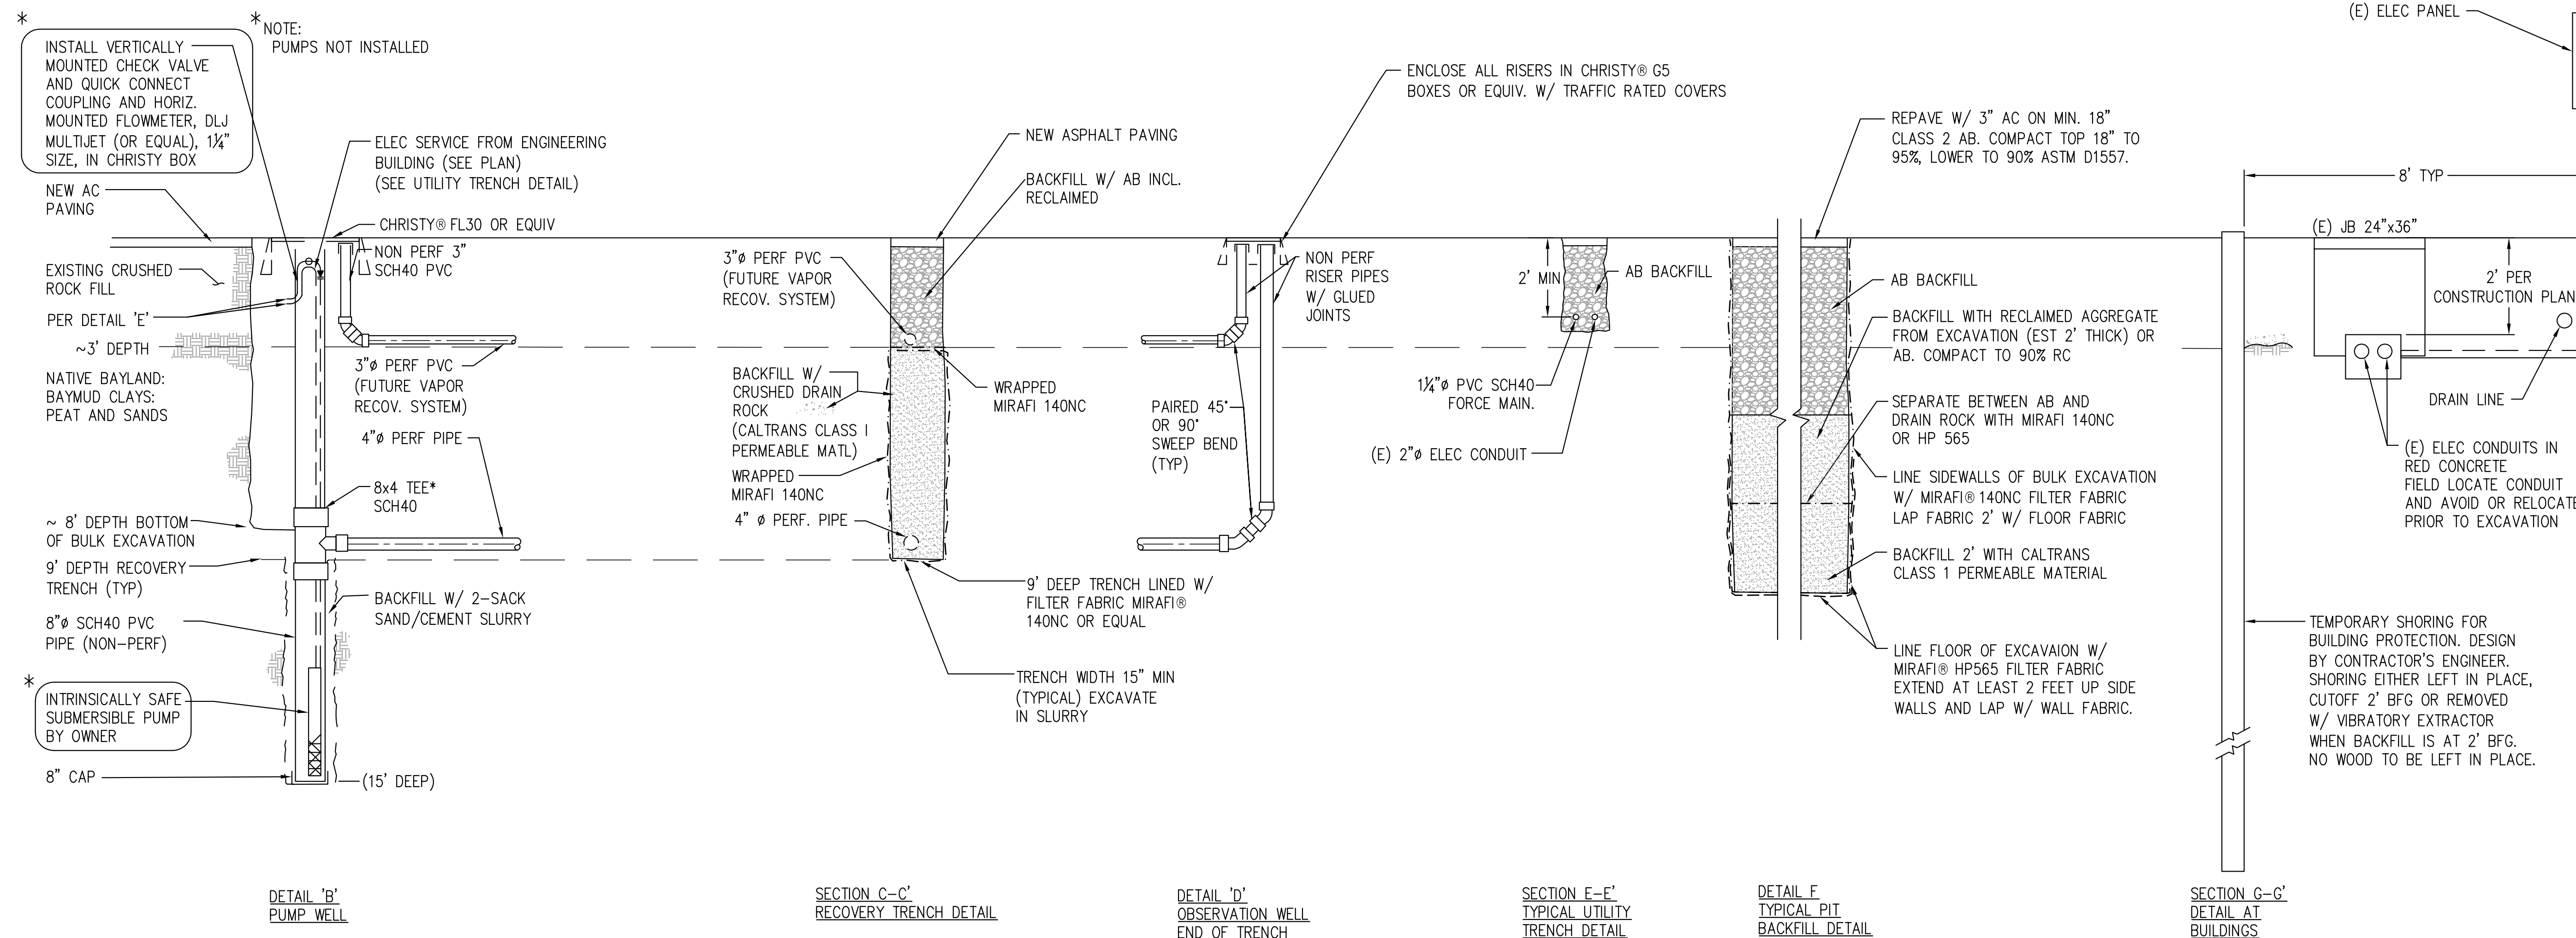 *
INSTALL VERTICALLY
MOUNTED CHECK VALVE
AND QUICK CONNECT
COUPLING AND HORIZ.
MOUNTED FLOWMETER, DLJ
MULTIJET (OR EQUAL), 1¼"
SIZE, IN CHRISTY BOX
*
NOTE:
PUMPS NOT INSTALLED
ELEC SERVICE FROM ENGINEERING
BUILDING (SEE PLAN)
(SEE UTILITY TRENCH DETAIL)
NEW AC
PAVING
CHRISTY® FL30 OR EQUIV
NON PERF 3"
SCH40 PVC
EXISTING CRUSHED
ROCK FILL
PER DETAIL 'E'
~3' DEPTH
NATIVE BAYLAND:
BAYMUD CLAYS:
PEAT AND SANDS
3"ø PERF PVC
(FUTURE VAPOR
RECOV. SYSTEM)
4"ø PERF PIPE
8x4 TEE*
SCH40
~ 8' DEPTH BOTTOM
OF BULK EXCAVATION
9' DEPTH RECOVERY
TRENCH (TYP)
BACKFILL W/ 2-SACK
SAND/CEMENT SLURRY
8"ø SCH40 PVC
PIPE (NON-PERF)
*
INTRINSICALLY SAFE
SUBMERSIBLE PUMP
BY OWNER
8" CAP
(15' DEEP)
DETAIL 'B'
PUMP WELL
NEW ASPHALT PAVING
BACKFILL W/ AB INCL.
RECLAIMED
3"ø PERF PVC
(FUTURE VAPOR
RECOV. SYSTEM)
BACKFILL W/
CRUSHED DRAIN
ROCK
(CALTRANS CLASS I
PERMEABLE MATL)
WRAPPED
MIRAFI 140NC
WRAPPED
MIRAFI 140NC
4" ø PERF. PIPE
9' DEEP TRENCH LINED W/
FILTER FABRIC MIRAFI®
140NC OR EQUAL
TRENCH WIDTH 15" MIN
(TYPICAL) EXCAVATE
IN SLURRY
SECTION C-C'
RECOVERY TRENCH DETAIL
ENCLOSE ALL RISERS IN CHRISTY® G5
BOXES OR EQUIV. W/ TRAFFIC RATED COVERS
NON PERF
RISER PIPES
W/ GLUED
JOINTS
PAIRED 45°
OR 90°
SWEEP BEND
(TYP)
DETAIL 'D'
OBSERVATION WELL
END OF TRENCH
2' MIN
AB BACKFILL
1¼"ø PVC SCH40
FORCE MAIN.
(E) 2"ø ELEC CONDUIT
SECTION E-E'
TYPICAL UTILITY
TRENCH DETAIL
REPAVE W/ 3" AC ON MIN. 18"
CLASS 2 AB. COMPACT TOP 18" TO
95%, LOWER TO 90% ASTM D1557.
AB BACKFILL
BACKFILL WITH RECLAIMED AGGREGATE
FROM EXCAVATION (EST 2' THICK) OR
AB. COMPACT TO 90% RC
SEPARATE BETWEEN AB AND
DRAIN ROCK WITH MIRAFI 140NC
OR HP 565
LINE SIDEWALLS OF BULK EXCAVATION
W/ MIRAFI® 140NC FILTER FABRIC
LAP FABRIC 2' W/ FLOOR FABRIC
BACKFILL 2' WITH CALTRANS
CLASS 1 PERMEABLE MATERIAL
LINE FLOOR OF EXCAVAION W/
MIRAFI® HP565 FILTER FABRIC
EXTEND AT LEAST 2 FEET UP SIDE
WALLS AND LAP W/ WALL FABRIC.
DETAIL F
TYPICAL PIT
BACKFILL DETAIL
(E) ELEC PANEL
8' TYP
(E) JB 24"x36"
2' PER
CONSTRUCTION PLAN
DRAIN LINE
(E) ELEC CONDUITS IN
RED CONCRETE
FIELD LOCATE CONDUIT
AND AVOID OR RELOCATE
PRIOR TO EXCAVATION
TEMPORARY SHORING FOR
BUILDING PROTECTION. DESIGN
BY CONTRACTOR'S ENGINEER.
SHORING EITHER LEFT IN PLACE,
CUTOFF 2' BFG OR REMOVED
W/ VIBRATORY EXTRACTOR
WHEN BACKFILL IS AT 2' BFG.
NO WOOD TO BE LEFT IN PLACE.
SECTION G-G'
DETAIL AT
BUILDINGS